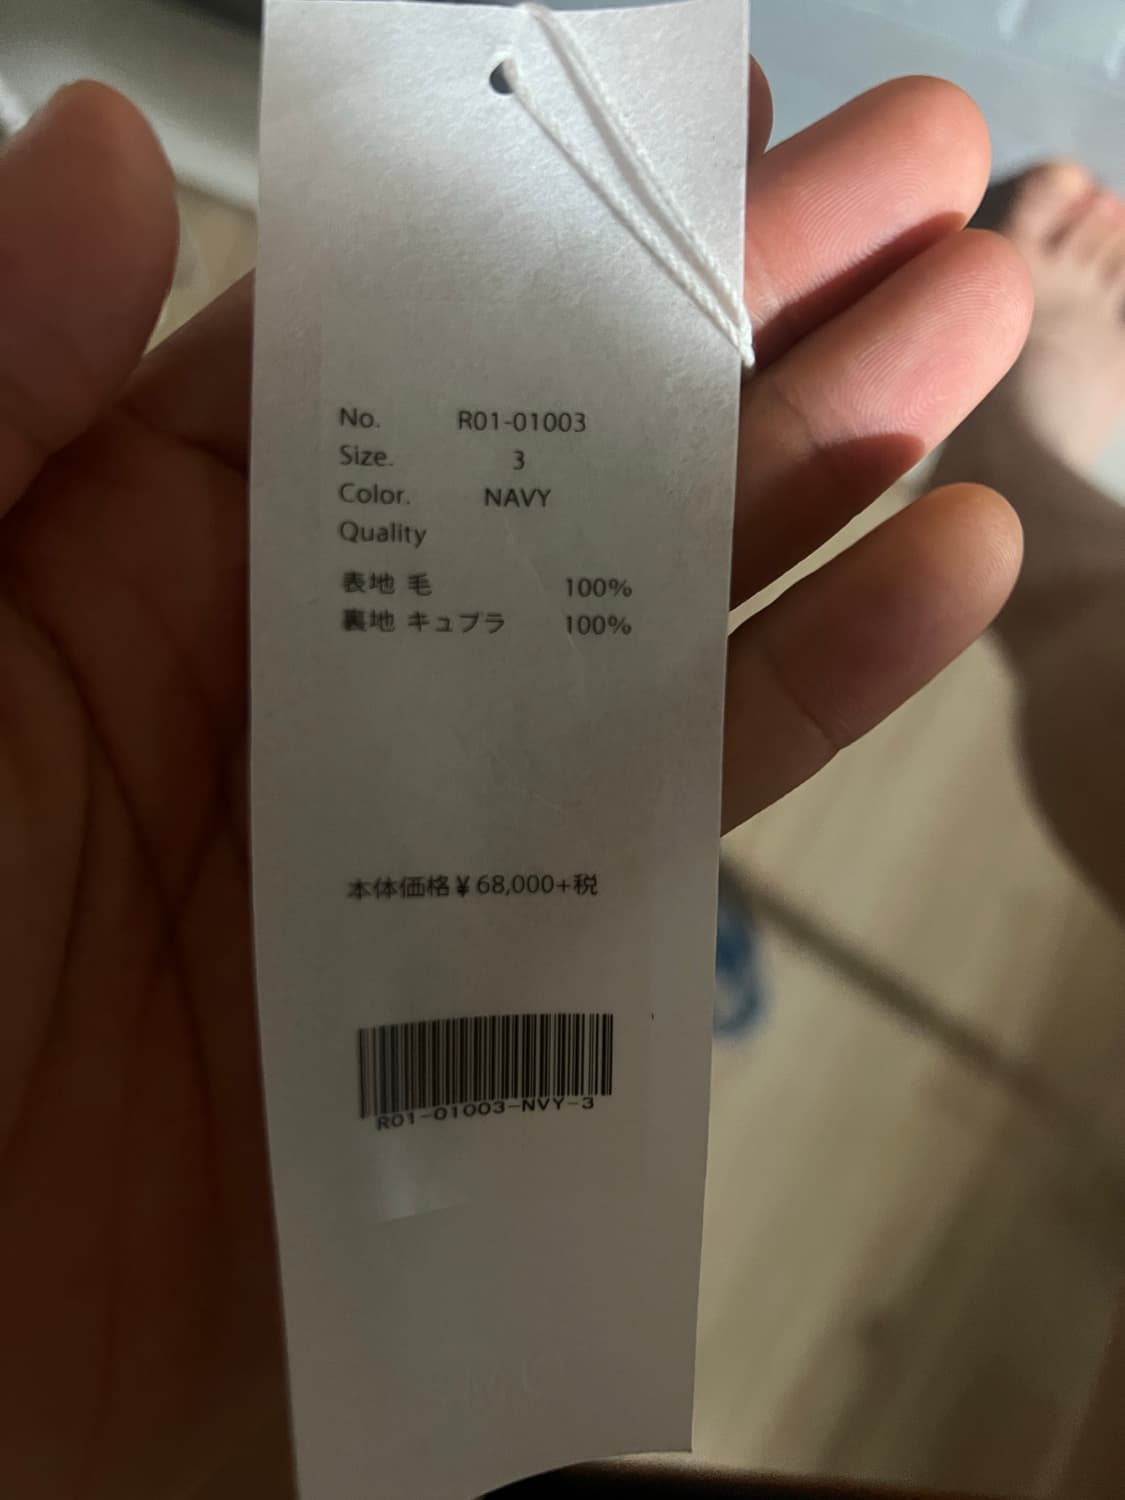 No. R01-01003
Size. 3
Color. NAVY
Quality
表地 毛 100%
裏地 キュプラ 100%
本体価格¥68,000+税
R01-01003-NVY-3